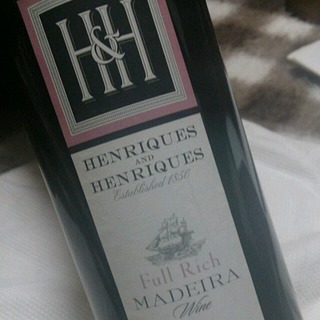 H&H
HENRIQUES
AND
HENRIQUES
Established 1850
Full Rich
MADEIRA
Wine